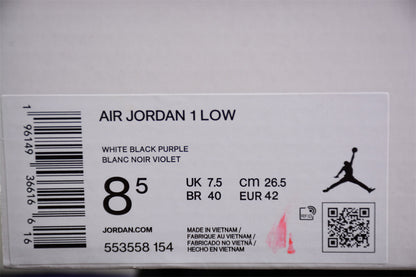 AIR JORDAN 1 LOW
WHITE BLACK PURPLE
BLANC NOIR VIOLET
8 5
UK 7.5 cm 26.5
BR 40 EUR 42
JORDAN.COM
553558 154
MADE IN VIETNAM /
FABRIQUE AU VIETNAM /
FABRICADO NO VIETNÃ /
HECHO EN VIETNAM
1 96149 36616 6 16